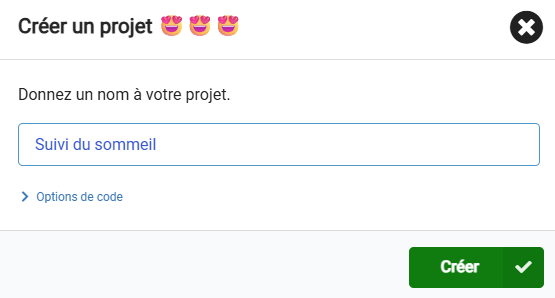 Créer un projet 😍 😍 😍
Donnez un nom à votre projet.
Suivi du sommeil
Options de code
Créer